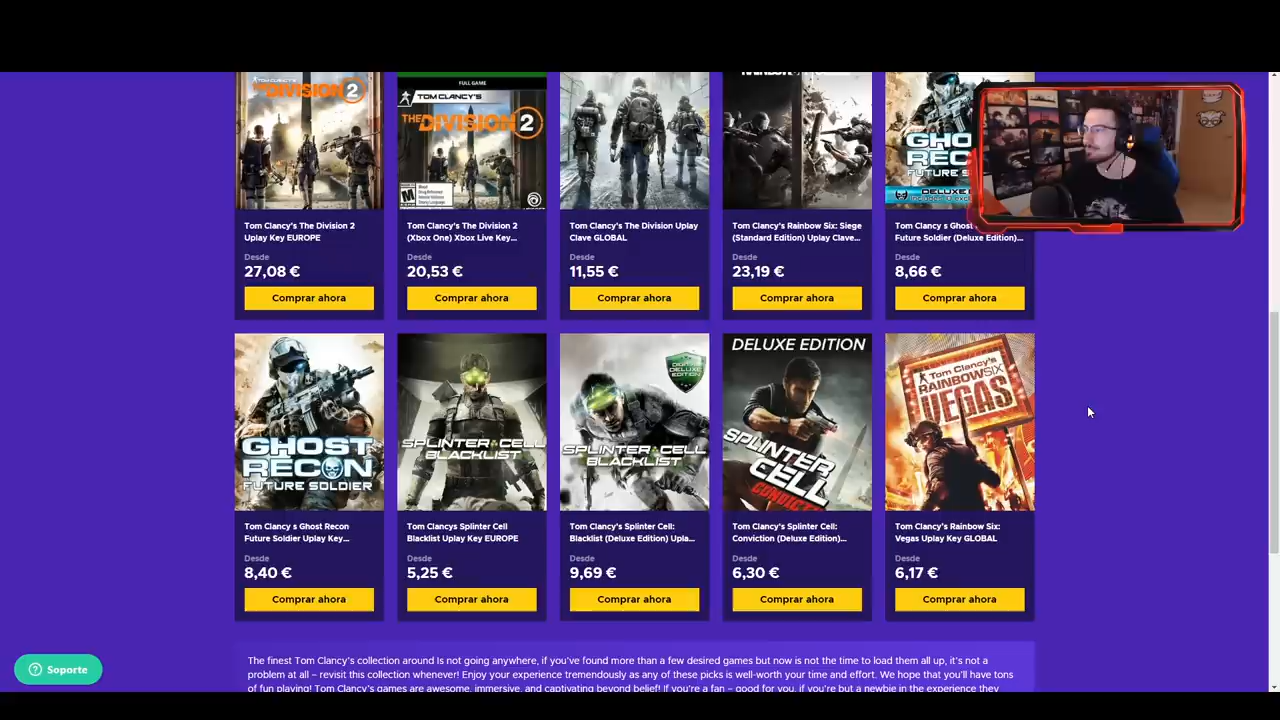 TOM CLANCY'S
THE DIVISION 2
FULL GAME
TOM CLANCY'S
THE DIVISION 2
M
GHO
RECO
FUTURE S
DELUXE
Tom Clancy's The Division 2
Uplay Key EUROPE
Desde
27,08 €
Comprar ahora
Tom Clancy's The Division 2
(Xbox One) Xbox Live Key...
Desde
20,53 €
Comprar ahora
Tom Clancy's The Division Uplay
Clave GLOBAL
Desde
11,55 €
Comprar ahora
Tom Clancy's Rainbow Six: Siege
(Standard Edition) Uplay Clave...
Desde
23,19 €
Comprar ahora
Tom Clancy s Ghost
Future Soldier (Deluxe Edition)...
Desde
8,66 €
Comprar ahora
GHOST
RECON
FUTURE SOLDIER
Tom Clancy s Ghost Recon
Future Soldier Uplay Key...
Desde
8,40 €
Comprar ahora
SPLINTER CELL
BLACKLIST
Tom Clancys Splinter Cell
Blacklist Uplay Key EUROPE
Desde
5,25 €
Comprar ahora
DIGITAL
DELUXE
EDITION
SPLINTER CELL
BLACKLIST
Tom Clancy's Splinter Cell:
Blacklist (Deluxe Edition) Upla...
Desde
9,69 €
Comprar ahora
DELUXE EDITION
SPLINTER
CELL
CONVICT
Tom Clancy's Splinter Cell:
Conviction (Deluxe Edition)...
Desde
6,30 €
Comprar ahora
Tom Clancy's
RAINBOWSIX
VEGAS
Tom Clancy's Rainbow Six:
Vegas Uplay Key GLOBAL
Desde
6,17 €
Comprar ahora
Soporte
The finest Tom Clancy's collection around Is not going anywhere, if you've found more than a few desired games but now is not the time to load them all up, it's not a
problem at all – revisit this collection whenever! Enjoy your experience tremendously as any of these picks is well-worth your time and effort. We hope that you'll have tons
of fun playing! Tom Clancy's games are awesome, immersive, and captivating beyond belief! If you're a fan – good for you, if you're but a newbie in the experience they